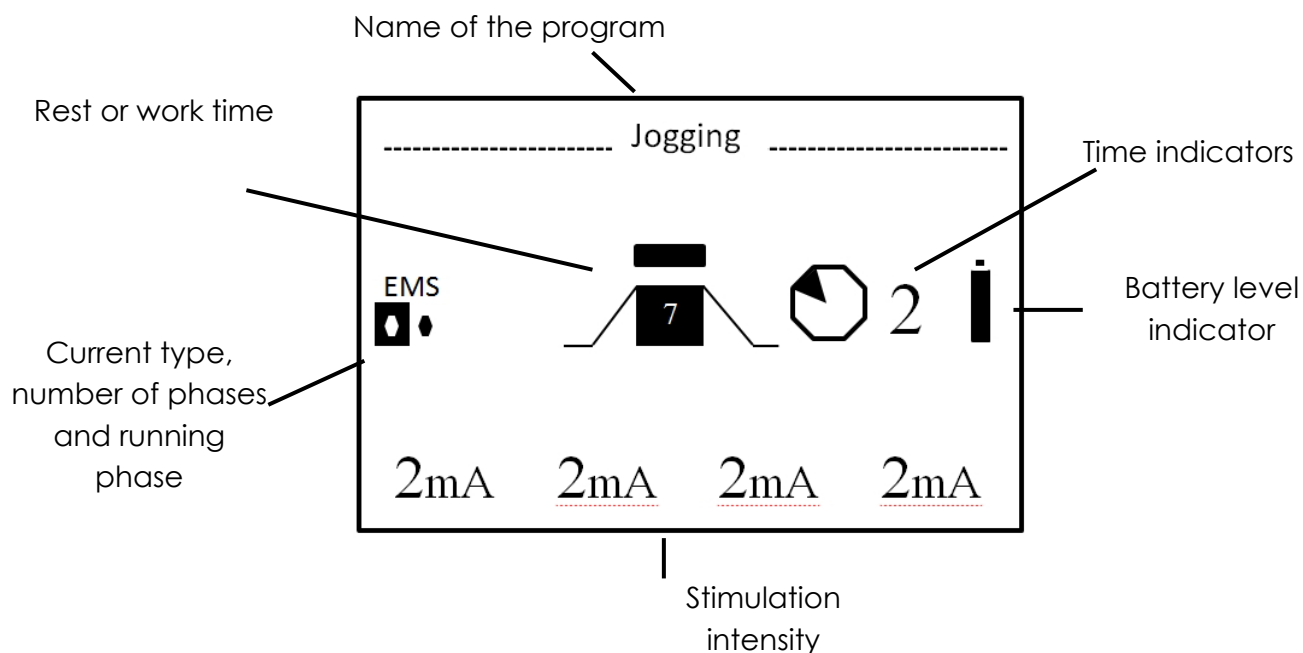 Name of the program
Rest or work time
Jogging
Time indicators
EMS
7
2
Battery level
indicator
Current type,
number of phases
and running
phase
2mA 2mA 2mA 2mA
Stimulation
intensity